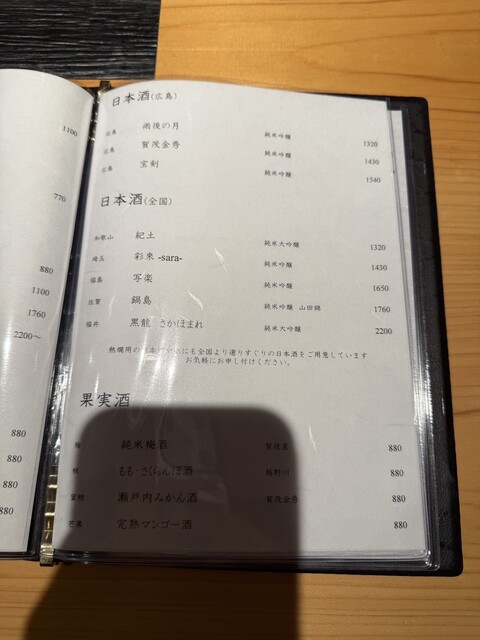 1100
770
880
1100
1760
2200~
880
880
880
880
日本酒(広島)
広島 雨後の月 純米吟醸 1320
広島 賀茂金秀 純米吟醸 1430
広島 宝剣 純米吟醸 1540
日本酒(全国)
和歌山 紀土 純米大吟醸 1320
埼玉 彩來 -sara- 純米吟醸 1430
福島 写楽 純米吟醸 1650
佐賀 鍋島 純米吟醸 山田錦 1760
福井 黒龍 さかほまれ 純米大吟醸 2200
熱燗用の日本酒 にも全国より選りすぐりの日本酒をご用意しています
お気軽にお申し付けください。
果実酒
梅 純米梅酒 賀茂泉 880
桃 もも・さくらんぼ酒 880
蜜柑 瀬戸内みかん酒 賀茂金秀 880
芒果 完熟マンゴー酒 880